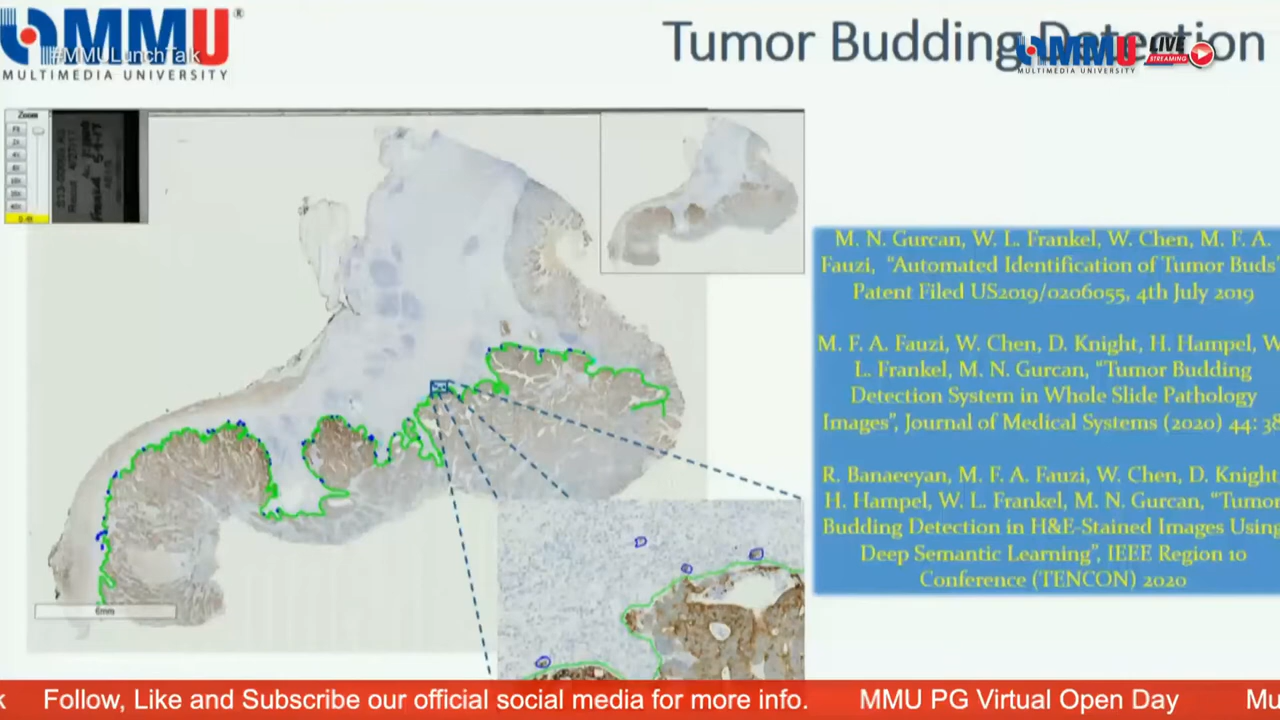 MMU
#MMULunchTalk
MULTIMEDIA UNIVERSITY
Tumor Budding Detection
MMU
MULTIMEDIA UNIVERSITY
LIVE
STREAMING
Zoom
6mm
M. N. Gurcan, W. L. Frankel, W. Chen, M. F. A.
Fauzi, “Automated Identification of Tumor Buds”
Patent Filed US2019/0206055, 4th July 2019
M. F. A. Fauzi, W. Chen, D. Knight, H. Hampel, W
L. Frankel, M. N. Gurcan, “Tumor Budding
Detection System in Whole Slide Pathology
Images”, Journal of Medical Systems (2020) 44: 38
R. Banaeeyan, M. F. A. Fauzi, W. Chen, D. Knight
H. Hampel, W. L. Frankel, M. N. Gurcan, “Tumor
Budding Detection in H&E-Stained Images Using
Deep Semantic Learning”, IEEE Region 10
Conference (TENCON) 2020
k Follow, Like and Subscribe our official social media for more info. MMU PG Virtual Open Day Mu